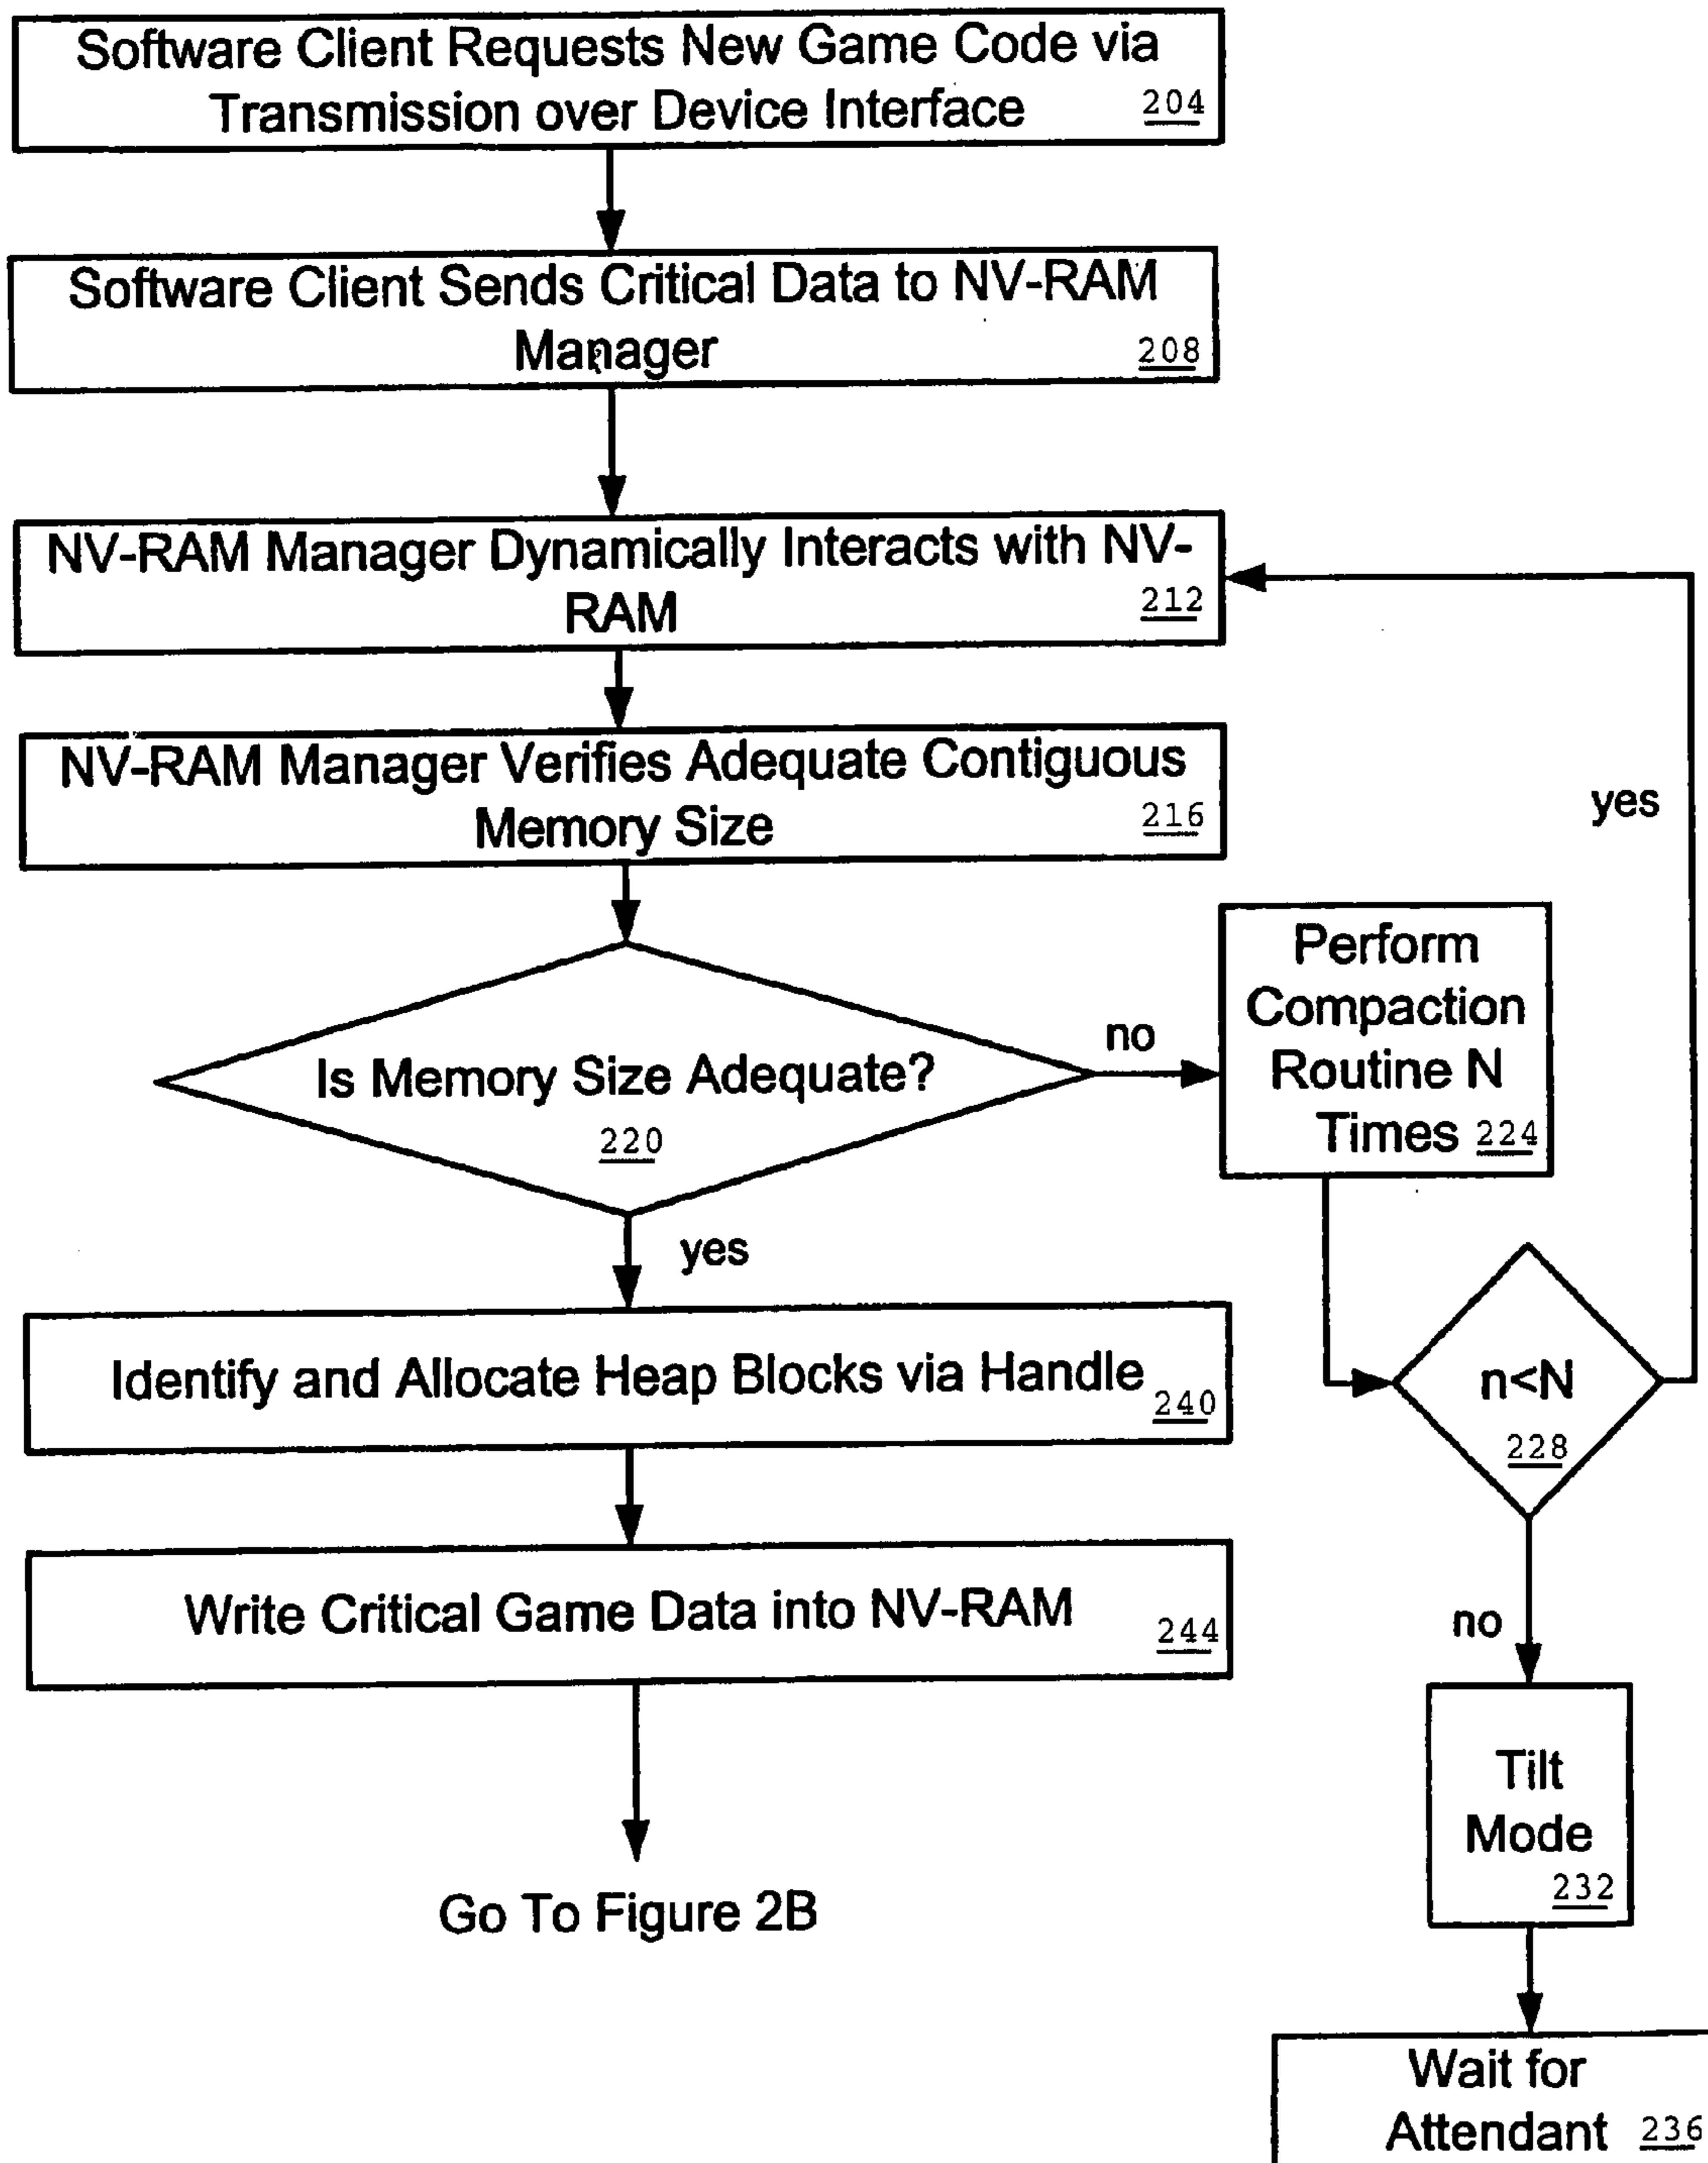 Software Client Requests New Game Code via
Transmission over Device Interface 204
Software Client Sends Critical Data to NV-RAM
Manager 208
NV-RAM Manager Dynamically Interacts with NV-
RAM 212
NV-RAM Manager Verifies Adequate Contiguous
Memory Size 216
yes
Is Memory Size Adequate?
220
no
Perform
Compaction
Routine N
Times 224
yes
Identify and Allocate Heap Blocks via Handle
240
n<N
228
Write Critical Game Data into NV-RAM
244
no
Tilt
Mode
232
Go To Figure 2B
Wait for
Attendant 236